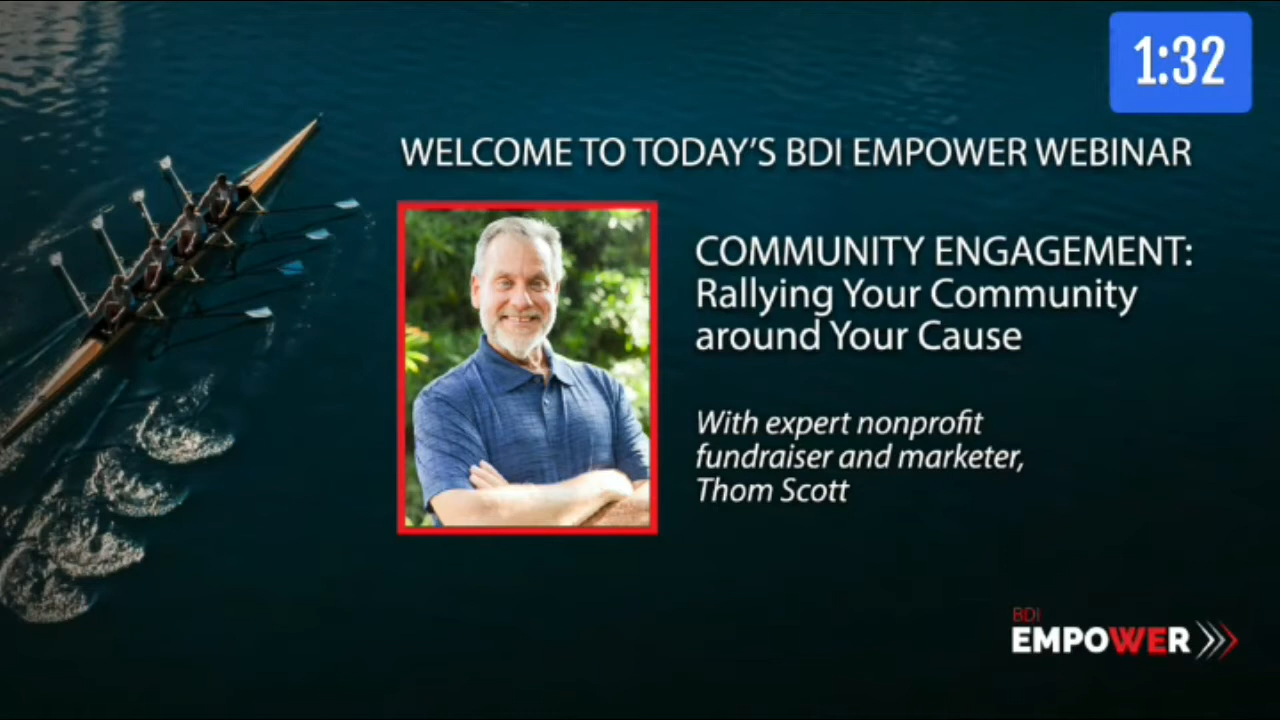 1:32
WELCOME TO TODAY'S BDI EMPOWER WEBINAR
COMMUNITY ENGAGEMENT:
Rallying Your Community
around Your Cause
With expert nonprofit
fundraiser and marketer,
Thom Scott
BDI
EMPOWER